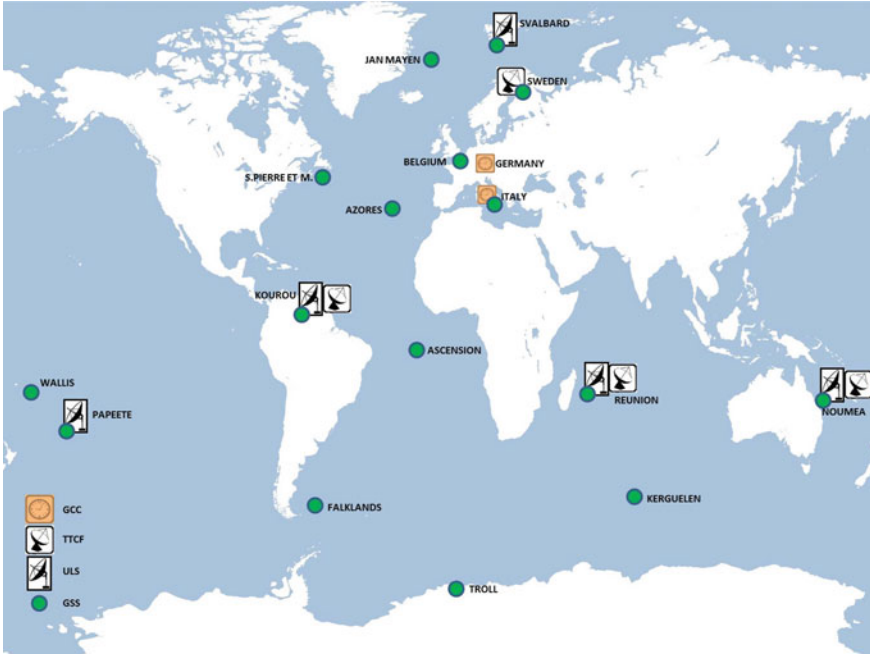 SVALBARD
JAN MAYEN
SWEDEN
BELGIUM
GERMANY
S.PIERRE ET M.
ITALY
AZORES
KOUROU
ASCENSION
WALLIS
REUNION
PAPEETE
NOUMEA
KERGUELEN
FALKLANDS
GCC
TTCF
ULS
TROLL
GSS